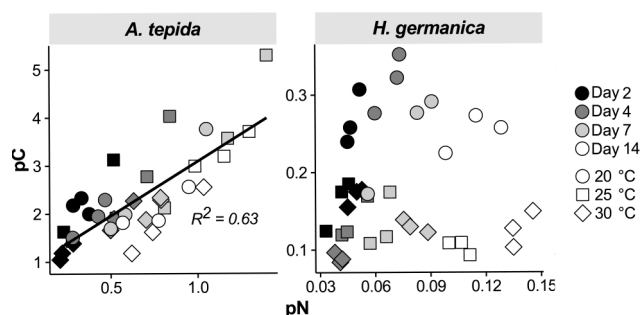 A. tepida
H. germanica
pC
5
4
3
2
1
0.3
0.2
0.1
R² = 0.63
0.5
1.0
0.03
0.06
0.09
0.12
0.15
pN
Day 2
Day 4
Day 7
Day 14
20 °C
25 °C
30 °C